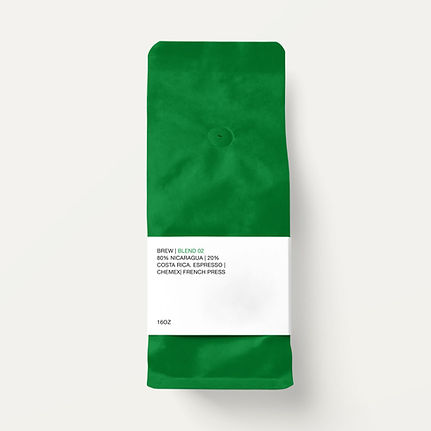 BREW | BLEND 02
80% NICARAGUA | 20%
COSTA RICA. ESPRESSO |
CHEMEX| FRENCH PRESS
16OZ